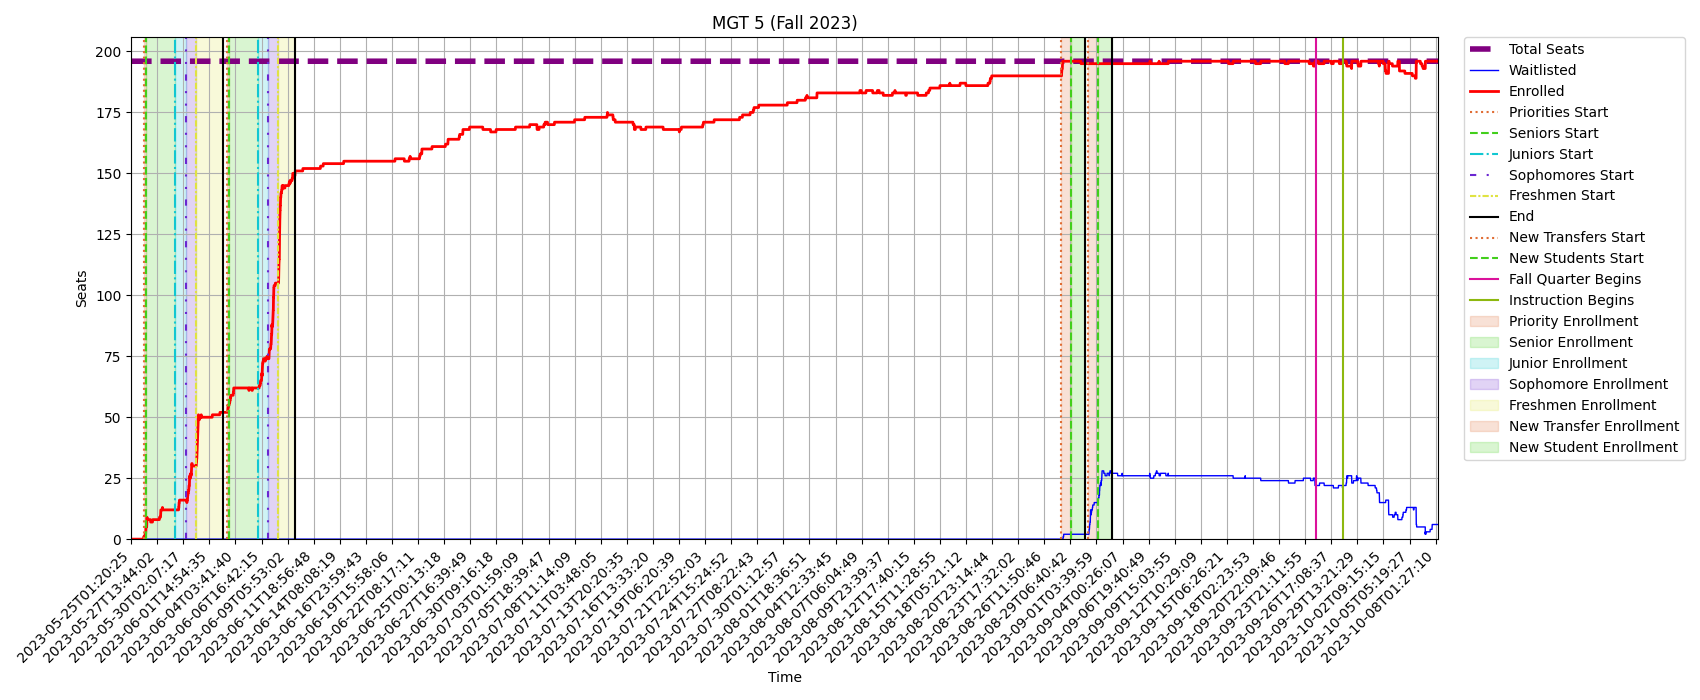 MGT 5 (Fall 2023)
Seats
200
175
150
125
100
75
50
25
0
2023-05-25T01:20:25
2023-05-27T13:44:02
2023-05-30T02:07:17
2023-06-01T14:54:35
2023-06-04T03:41:40
2023-06-06T16:42:15
2023-06-09T05:53:02
2023-06-11T18:56:48
2023-06-14T08:08:19
2023-06-16T23:59:43
2023-06-19T15:58:06
2023-06-22T08:17:11
2023-06-25T00:13:18
2023-06-27T16:39:49
2023-06-30T09:16:18
2023-07-03T01:59:09
2023-07-05T18:39:47
2023-07-08T11:14:09
2023-07-11T03:48:05
2023-07-13T20:20:35
2023-07-16T13:33:20
2023-07-19T06:20:39
2023-07-21T22:52:03
2023-07-24T15:24:52
2023-07-27T08:22:43
2023-07-30T01:12:57
2023-08-01T18:36:51
2023-08-04T12:33:45
2023-08-07T06:04:49
2023-08-09T23:39:37
2023-08-12T17:40:15
2023-08-15T11:28:55
2023-08-18T05:21:12
2023-08-20T23:14:44
2023-08-23T17:32:02
2023-08-26T11:50:46
2023-08-29T06:40:42
2023-09-01T03:39:59
2023-09-04T00:26:07
2023-09-06T19:40:49
2023-09-09T15:03:55
2023-09-12T10:29:09
2023-09-15T06:26:21
2023-09-18T02:23:53
2023-09-20T22:09:46
2023-09-23T21:11:55
2023-09-26T17:08:37
2023-09-29T13:21:29
2023-10-02T09:15:15
2023-10-05T05:19:27
2023-10-08T01:27:10
Time
Total Seats
Waitlisted
Enrolled
Priorities Start
Seniors Start
Juniors Start
Sophomores Start
Freshmen Start
End
New Transfers Start
New Students Start
Fall Quarter Begins
Instruction Begins
Priority Enrollment
Senior Enrollment
Junior Enrollment
Sophomore Enrollment
Freshmen Enrollment
New Transfer Enrollment
New Student Enrollment